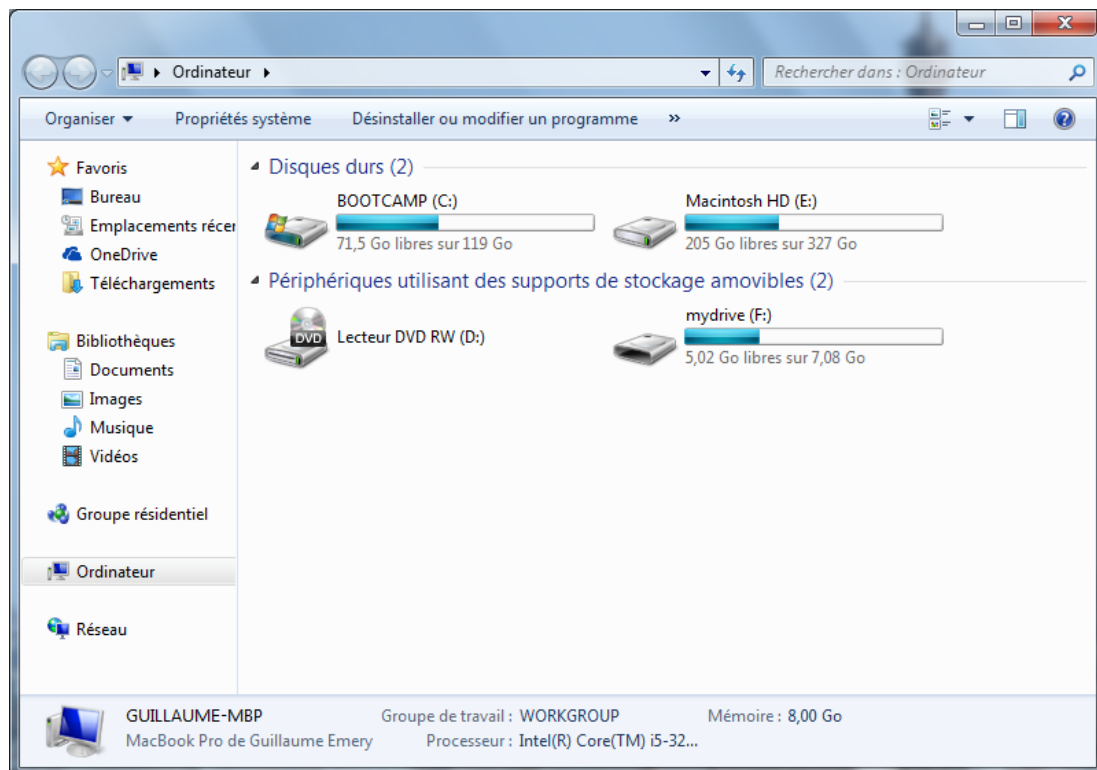 Ordinateur
Rechercher dans : Ordinateur
Organiser
Propriétés système
Désinstaller ou modifier un programme
»
Favoris
Bureau
Emplacements récer
OneDrive
Téléchargements
Bibliothèques
Documents
Images
Musique
Vidéos
Groupe résidentiel
Ordinateur
Réseau
Disques durs (2)
BOOTCAMP (C:)
71,5 Go libres sur 119 Go
Macintosh HD (E:)
205 Go libres sur 327 Go
Périphériques utilisant des supports de stockage amovibles (2)
DVD
Lecteur DVD RW (D:)
mydrive (F:)
5,02 Go libres sur 7,08 Go
GUILLAUME-MBP Groupe de travail : WORKGROUP Mémoire : 8,00 Go
MacBook Pro de Guillaume Emery Processeur : Intel(R) Core(TM) i5-32...